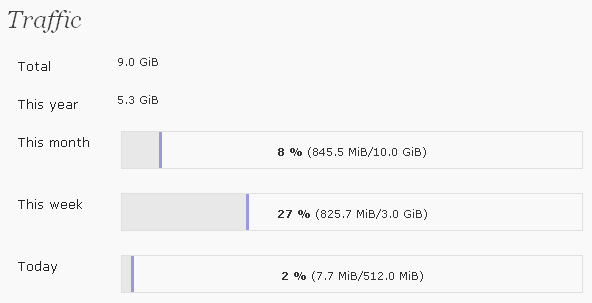 Traffic
Total 9.0 GiB
This year 5.3 GiB
This month 8 % (845.5 MiB/10.0 GiB)
This week 27 % (825.7 MiB/3.0 GiB)
Today 2 % (7.7 MiB/512.0 MiB)